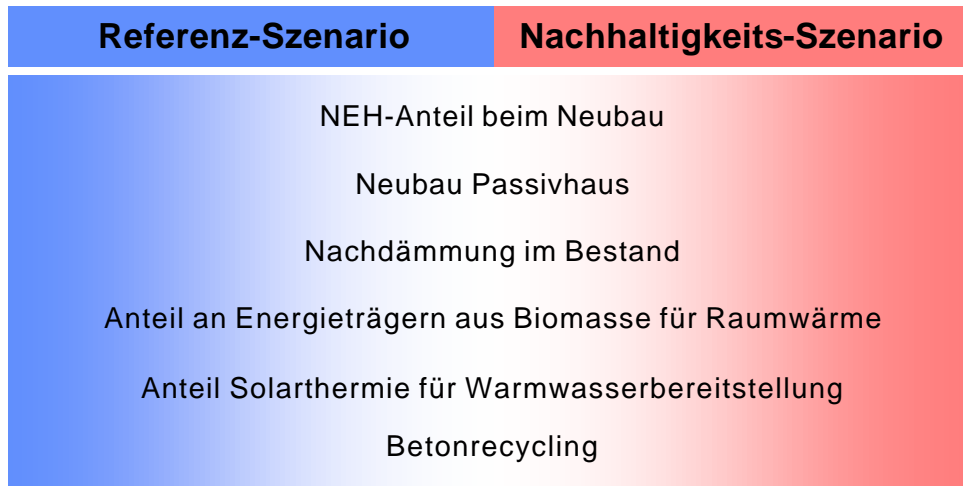 Referenz-Szenario Nachhaltigkeits-Szenario
NEH-Anteil beim Neubau
Neubau Passivhaus
Nachdämmung im Bestand
Anteil an Energieträgern aus Biomasse für Raumwärme
Anteil Solarthermie für Warmwasserbereitstellung
Betonrecycling